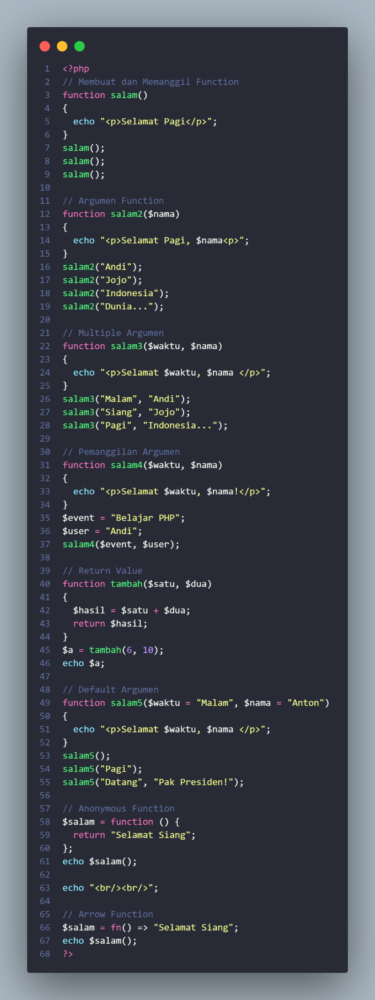 1 <?php
2 // Membuat dan Memanggil Function
3 function salam()
4 {
5   echo "<p>Selamat Pagi</p>";
6 }
7 salam();
8 salam();
9 salam();
10
11 // Argumen Function
12 function salam2($nama)
13 {
14   echo "<p>Selamat Pagi, $nama<p>";
15 }
16 salam2("Andi");
17 salam2("Jojo");
18 salam2("Indonesia");
19 salam2("Dunia...");
20
21 // Multiple Argumen
22 function salam3($waktu, $nama)
23 {
24   echo "<p>Selamat $waktu, $nama </p>";
25 }
26 salam3("Malam", "Andi");
27 salam3("Siang", "Jojo");
28 salam3("Pagi", "Indonesia...");
29
30 // Pemanggilan Argumen
31 function salam4($waktu, $nama)
32 {
33   echo "<p>Selamat $waktu, $nama!</p>";
34 }
35 $event = "Belajar PHP";
36 $user = "Andi";
37 salam4($event, $user);
38
39 // Return Value
40 function tambah($satu, $dua)
41 {
42   $hasil = $satu + $dua;
43   return $hasil;
44 }
45 $a = tambah(6, 10);
46 echo $a;
47
48 // Default Argumen
49 function salam5($waktu = "Malam", $nama = "Anton")
50 {
51   echo "<p>Selamat $waktu, $nama </p>";
52 }
53 salam5();
54 salam5("Pagi");
55 salam5("Datang", "Pak Presiden!");
56
57 // Anonymous Function
58 $salam = function () {
59   return "Selamat Siang";
60 };
61 echo $salam();
62
63 echo "<br/><br/>";
64
65 // Arrow Function
66 $salam = fn() => "Selamat Siang";
67 echo $salam();
68 ?>